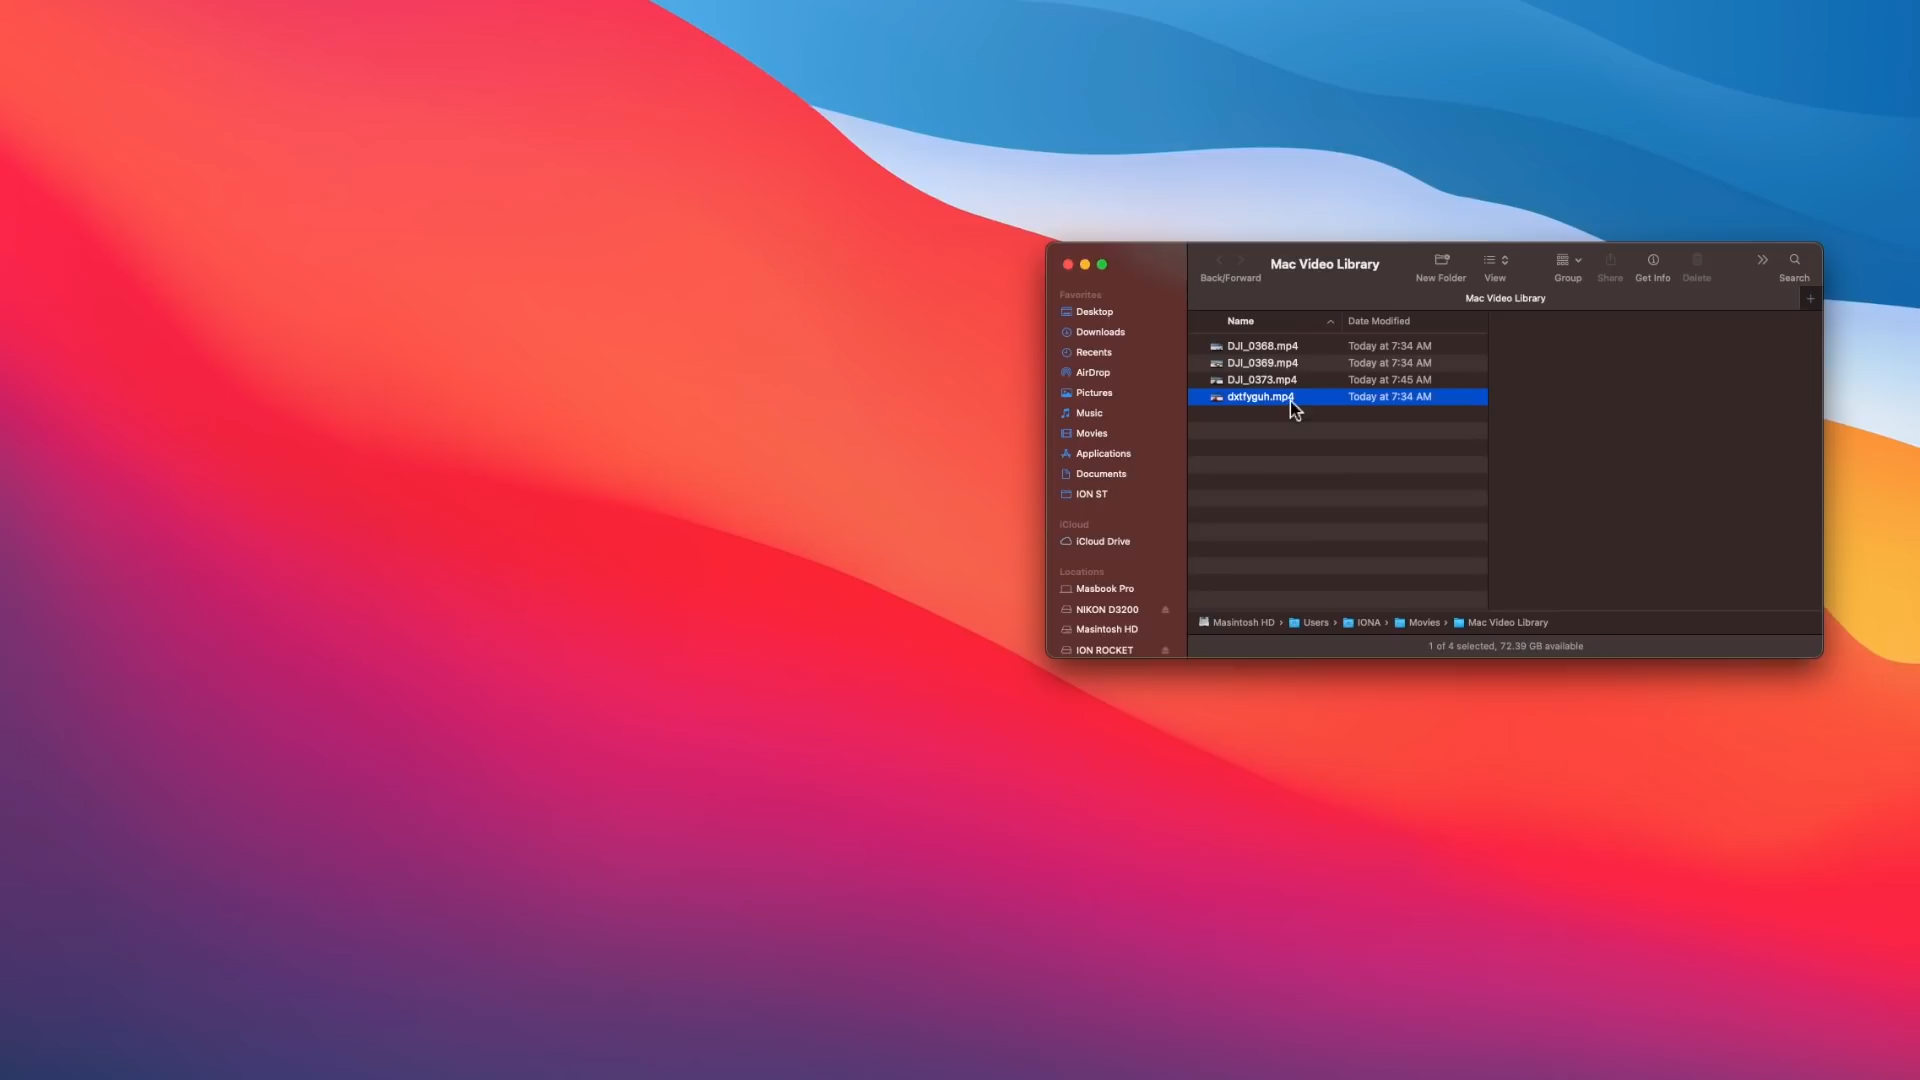 Mac Video Library
Back/Forward
New Folder
View
Group
Share
Get Info
Delete
Search
Mac Video Library
Favorites
Desktop
Downloads
Recents
AirDrop
Pictures
Music
Movies
Applications
Documents
ION ST
iCloud
iCloud Drive
Locations
Masbook Pro
NIKON D3200
Masintosh HD
ION ROCKET
Name Date Modified
DJI_0368.mp4 Today at 7:34 AM
DJI_0369.mp4 Today at 7:34 AM
DJI_0373.mp4 Today at 7:45 AM
dxtfyguh.mp4 Today at 7:34 AM
Masintosh HD › Users › IONA › Movies › Mac Video Library
1 of 4 selected, 72.39 GB available